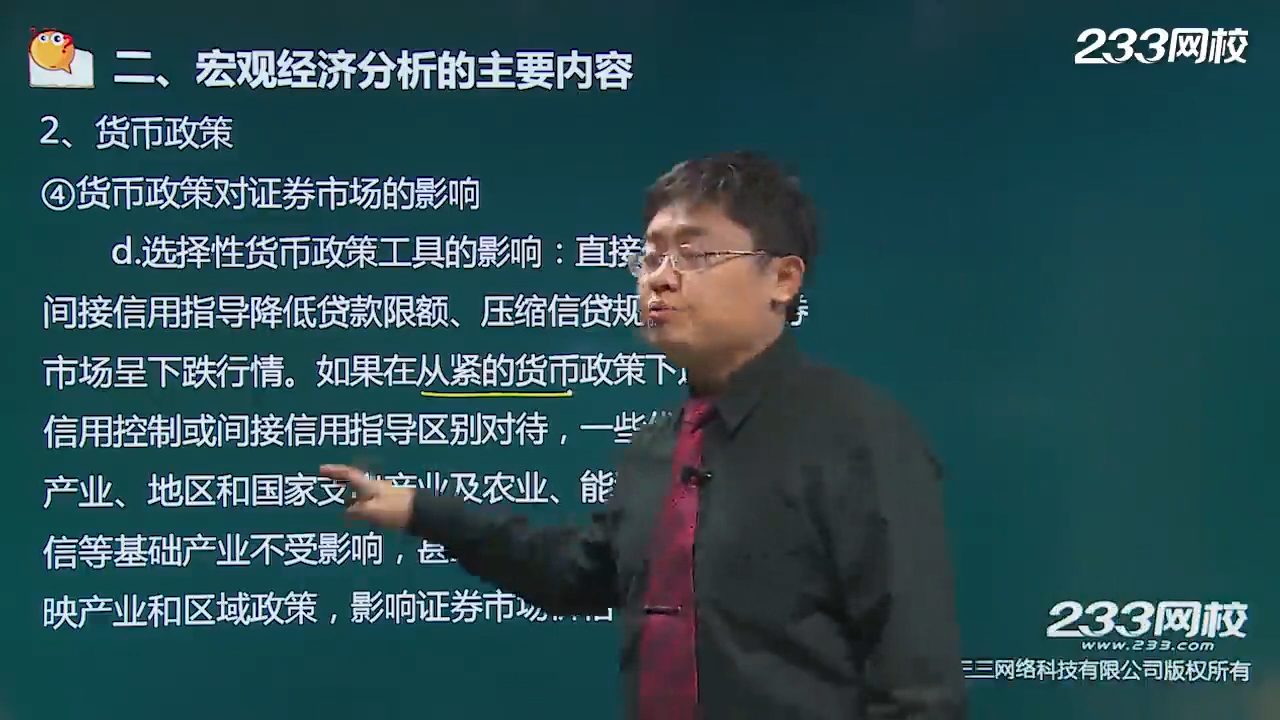 233网校
二、宏观经济分析的主要内容
2、货币政策
④货币政策对证券市场的影响
d.选择性货币政策工具的影响：直接
间接信用指导降低贷款限额、压缩信贷规
市场呈下跌行情。如果在从紧的货币政策下
信用控制或间接信用指导区别对待，一些
产业、地区和国家支 产业及农业、能
信等基础产业不受影响，甚
映产业和区域政策，影响证券市场
233网校
www.233.com
三网络科技有限公司版权所有